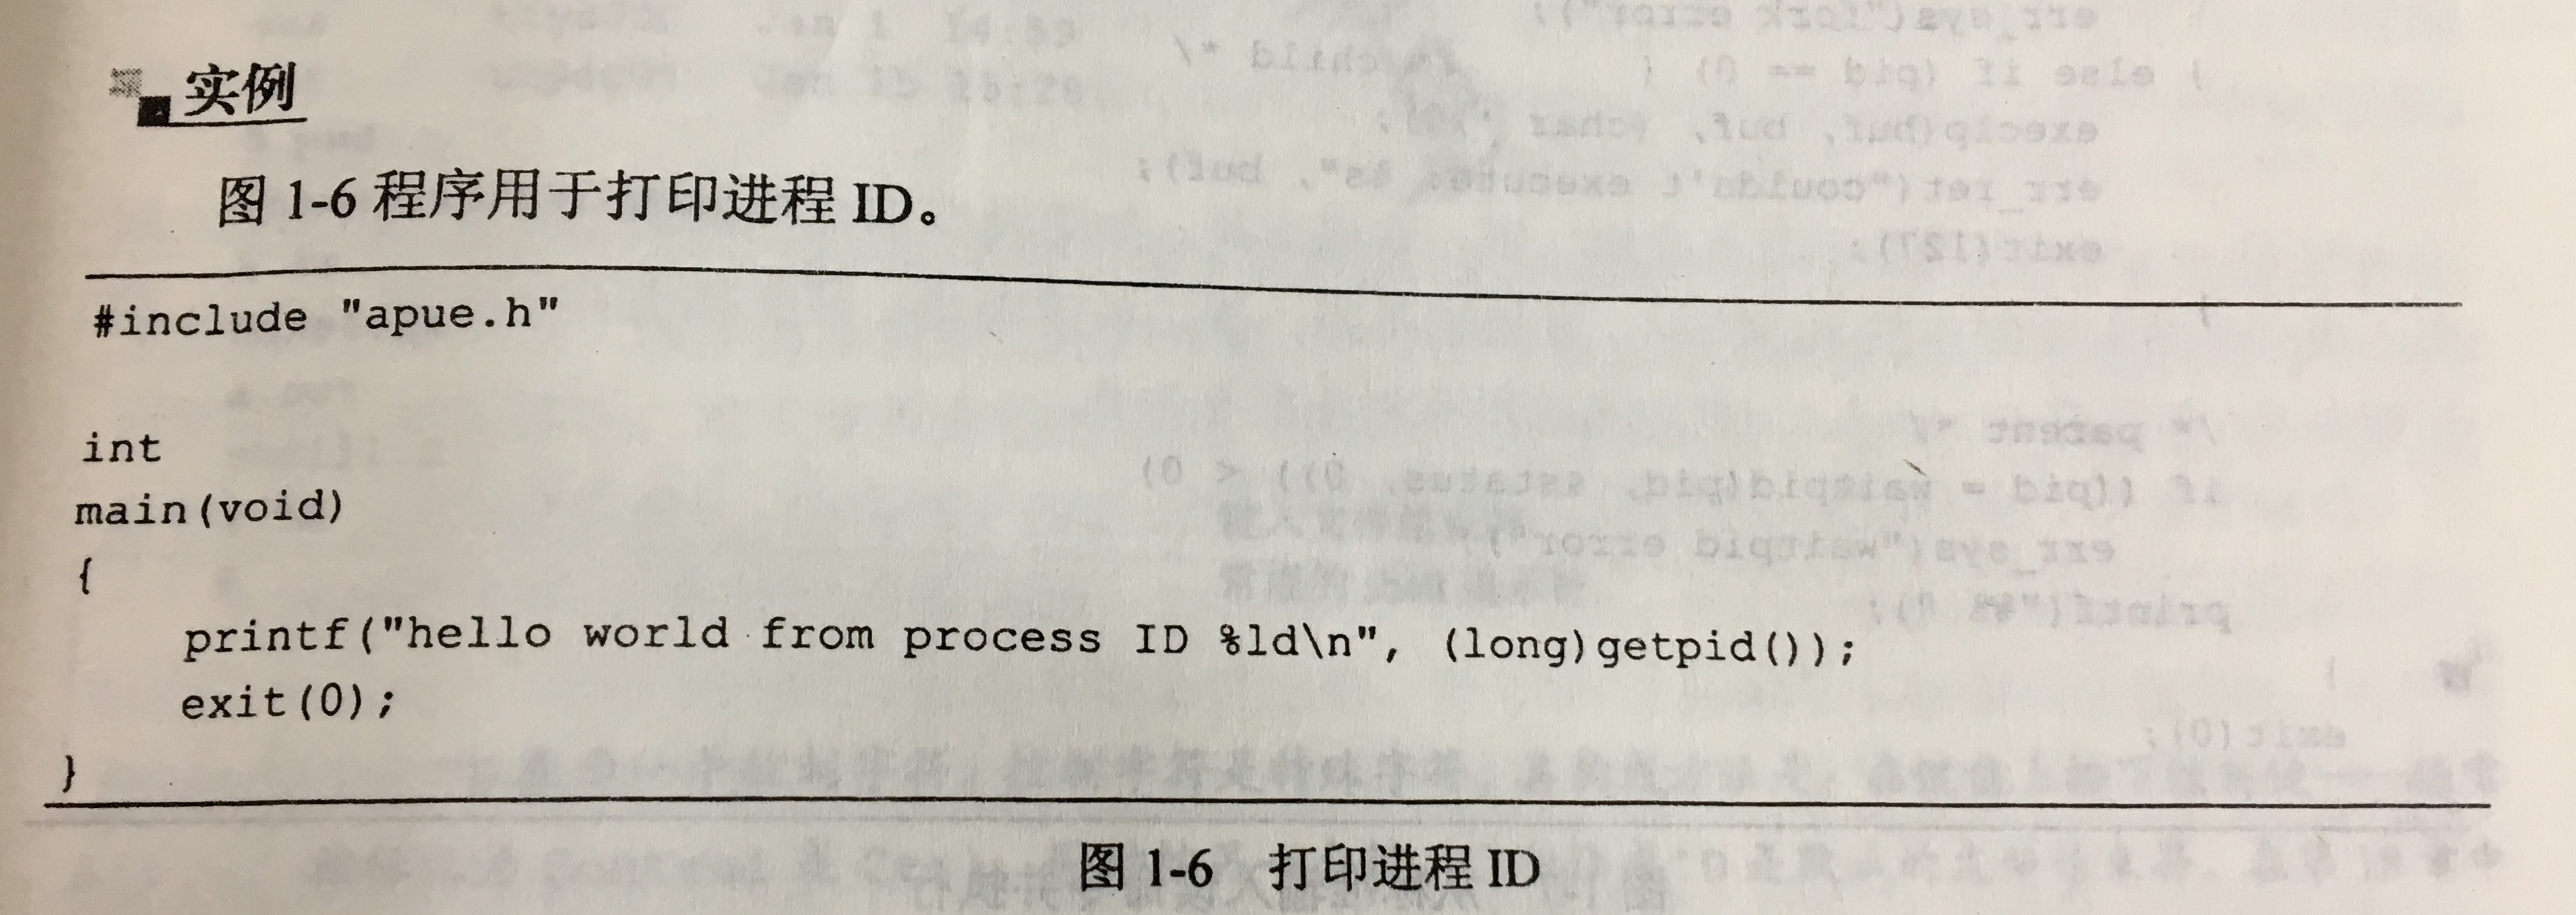 实例
图 1-6 程序用于打印进程 ID。
#include "apue.h"
int
main(void)
{
printf("hello world from process ID %ld\n", (long)getpid());
exit(0);
}
图 1-6 打印进程 ID